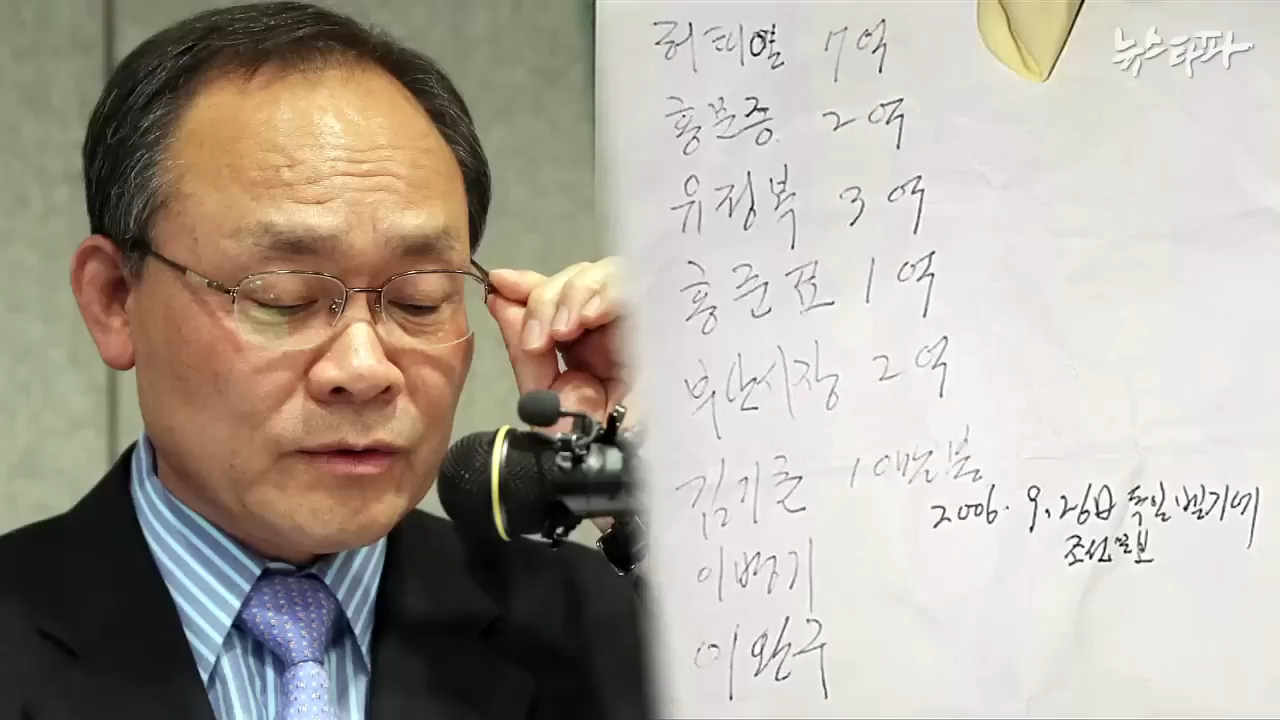 뉴스타파
허태열 7억
홍문종 2억
유정복 3억
홍준표 1억
부산시장 2억
김기춘 10만불
2006. 9. 26日 독일 벨기에
조선일보
이병기
이완구